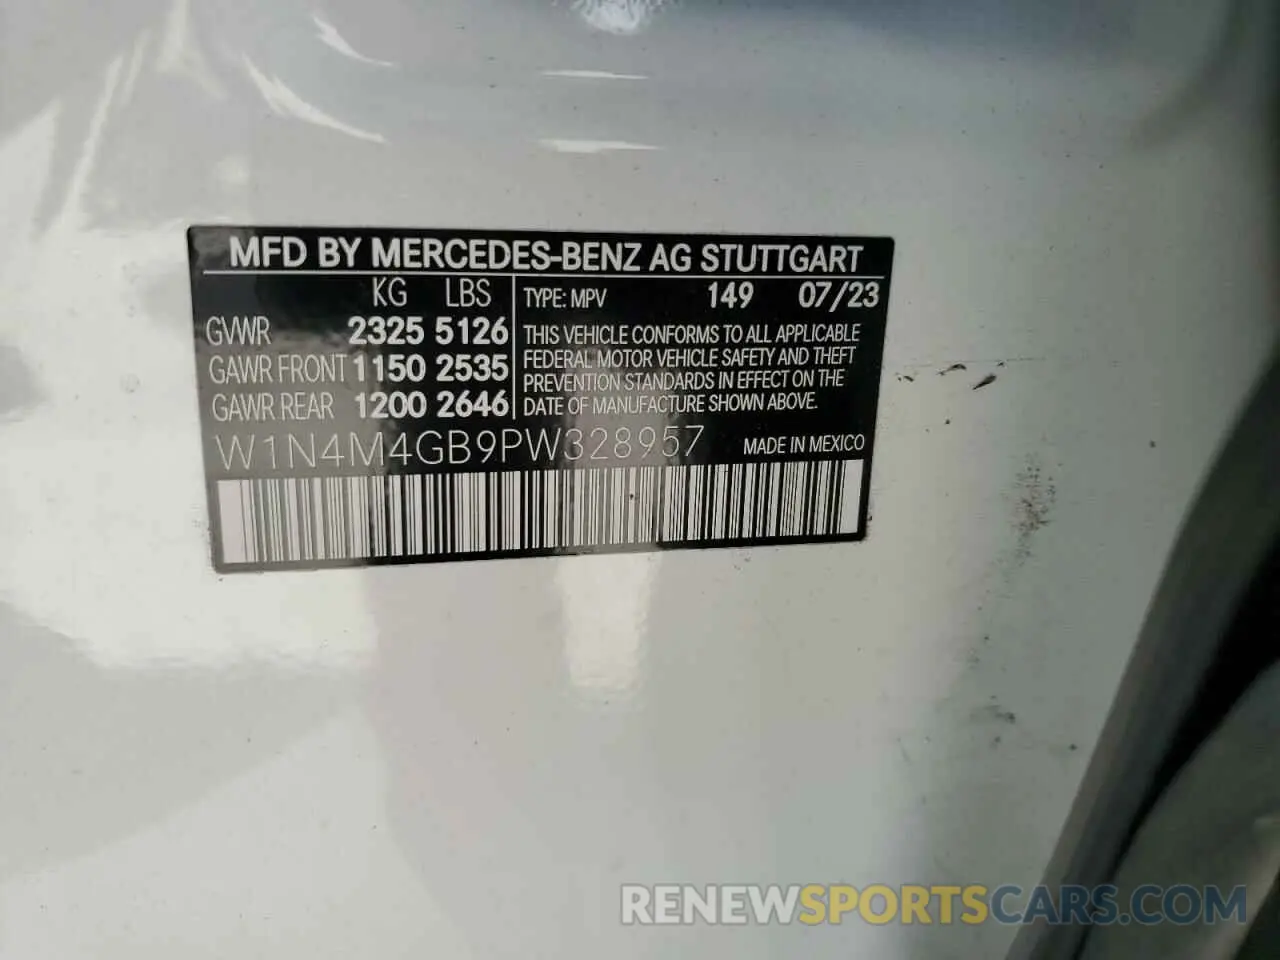 MFD BY MERCEDES-BENZ AG STUTTGART
KG LBS
GVWR 2325 5126
GAWR FRONT 1150 2535
GAWR REAR 1200 2646
TYPE: MPV 149 07/23
THIS VEHICLE CONFORMS TO ALL APPLICABLE
FEDERAL MOTOR VEHICLE SAFETY AND THEFT
PREVENTION STANDARDS IN EFFECT ON THE
DATE OF MANUFACTURE SHOWN ABOVE.
W1N4M4GB9PW328957 MADE IN MEXICO
RENEWSPORTSCARS.COM